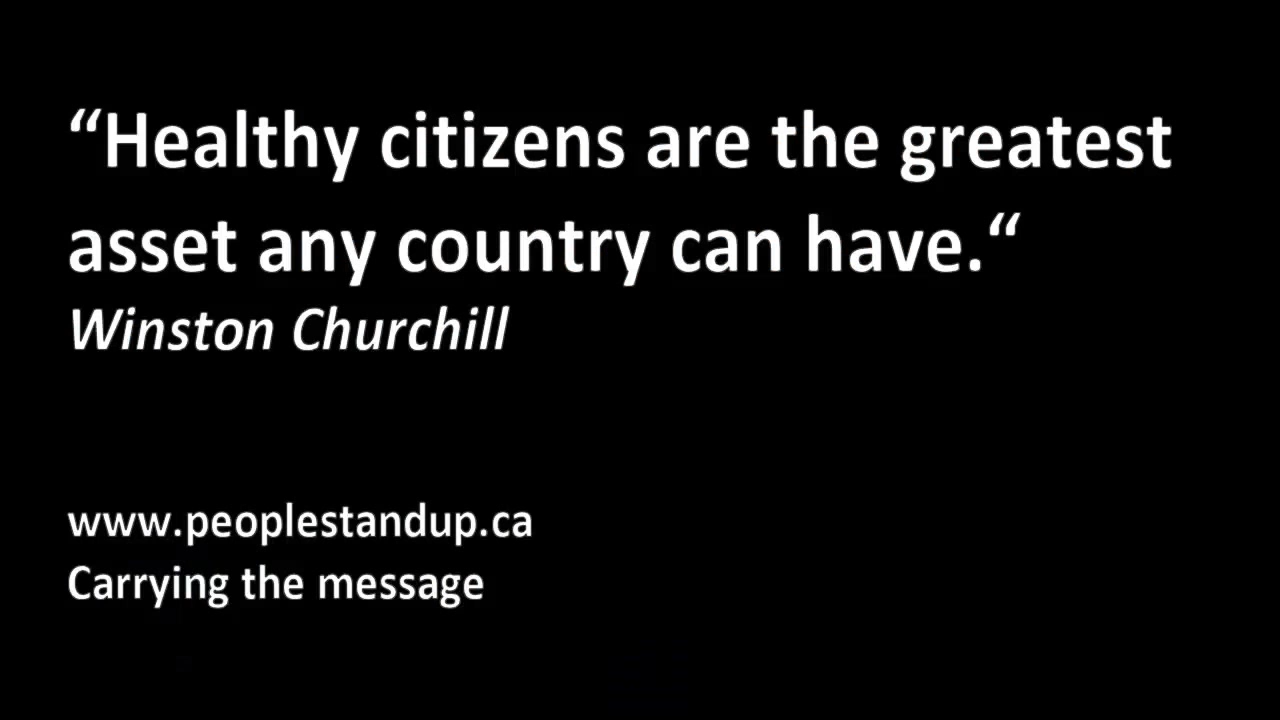 “Healthy citizens are the greatest
asset any country can have.“
Winston Churchill
www.peoplestandup.ca
Carrying the message